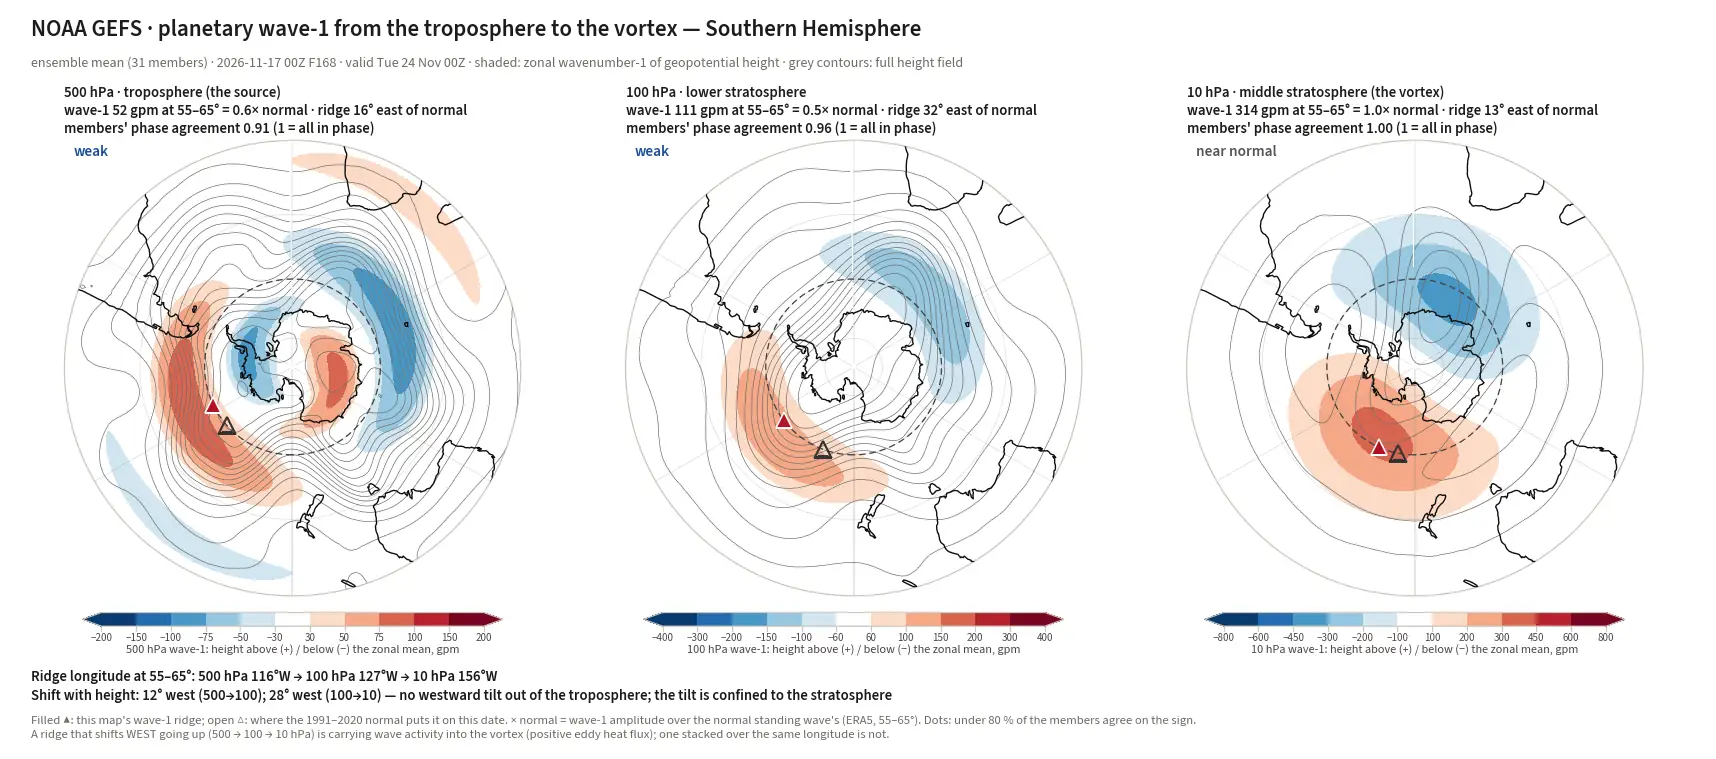 NOAA GEFS · planetary wave-1 from the troposphere to the vortex — Southern Hemisphere
ensemble mean (31 members) · 2026-11-17 00Z F168 · valid Tue 24 Nov 00Z · shaded: zonal wavenumber-1 of geopotential height · grey contours: full height field
500 hPa · troposphere (the source)
wave-1 52 gpm at 55–65° = 0.6× normal · ridge 16° east of normal
members' phase agreement 0.91 (1 = all in phase)
weak
100 hPa · lower stratosphere
wave-1 111 gpm at 55–65° = 0.5× normal · ridge 32° east of normal
members' phase agreement 0.96 (1 = all in phase)
weak
10 hPa · middle stratosphere (the vortex)
wave-1 314 gpm at 55–65° = 1.0× normal · ridge 13° east of normal
members' phase agreement 1.00 (1 = all in phase)
near normal
−200 −150 −100 −75 −50 −30 30 50 75 100 150 200
500 hPa wave-1: height above (+) / below (−) the zonal mean, gpm
−400 −300 −200 −150 −100 −60 60 100 150 200 300 400
100 hPa wave-1: height above (+) / below (−) the zonal mean, gpm
−800 −600 −450 −300 −200 −100 100 200 300 450 600 800
10 hPa wave-1: height above (+) / below (−) the zonal mean, gpm
Ridge longitude at 55–65°: 500 hPa 116°W → 100 hPa 127°W → 10 hPa 156°W
Shift with height: 12° west (500→100); 28° west (100→10) — no westward tilt out of the troposphere; the tilt is confined to the stratosphere
Filled ▲: this map's wave-1 ridge; open △: where the 1991–2020 normal puts it on this date. × normal = wave-1 amplitude over the normal standing wave's (ERA5, 55–65°). Dots: under 80 % of the members agree on the sign.
A ridge that shifts WEST going up (500 → 100 → 10 hPa) is carrying wave activity into the vortex (positive eddy heat flux); one stacked over the same longitude is not.